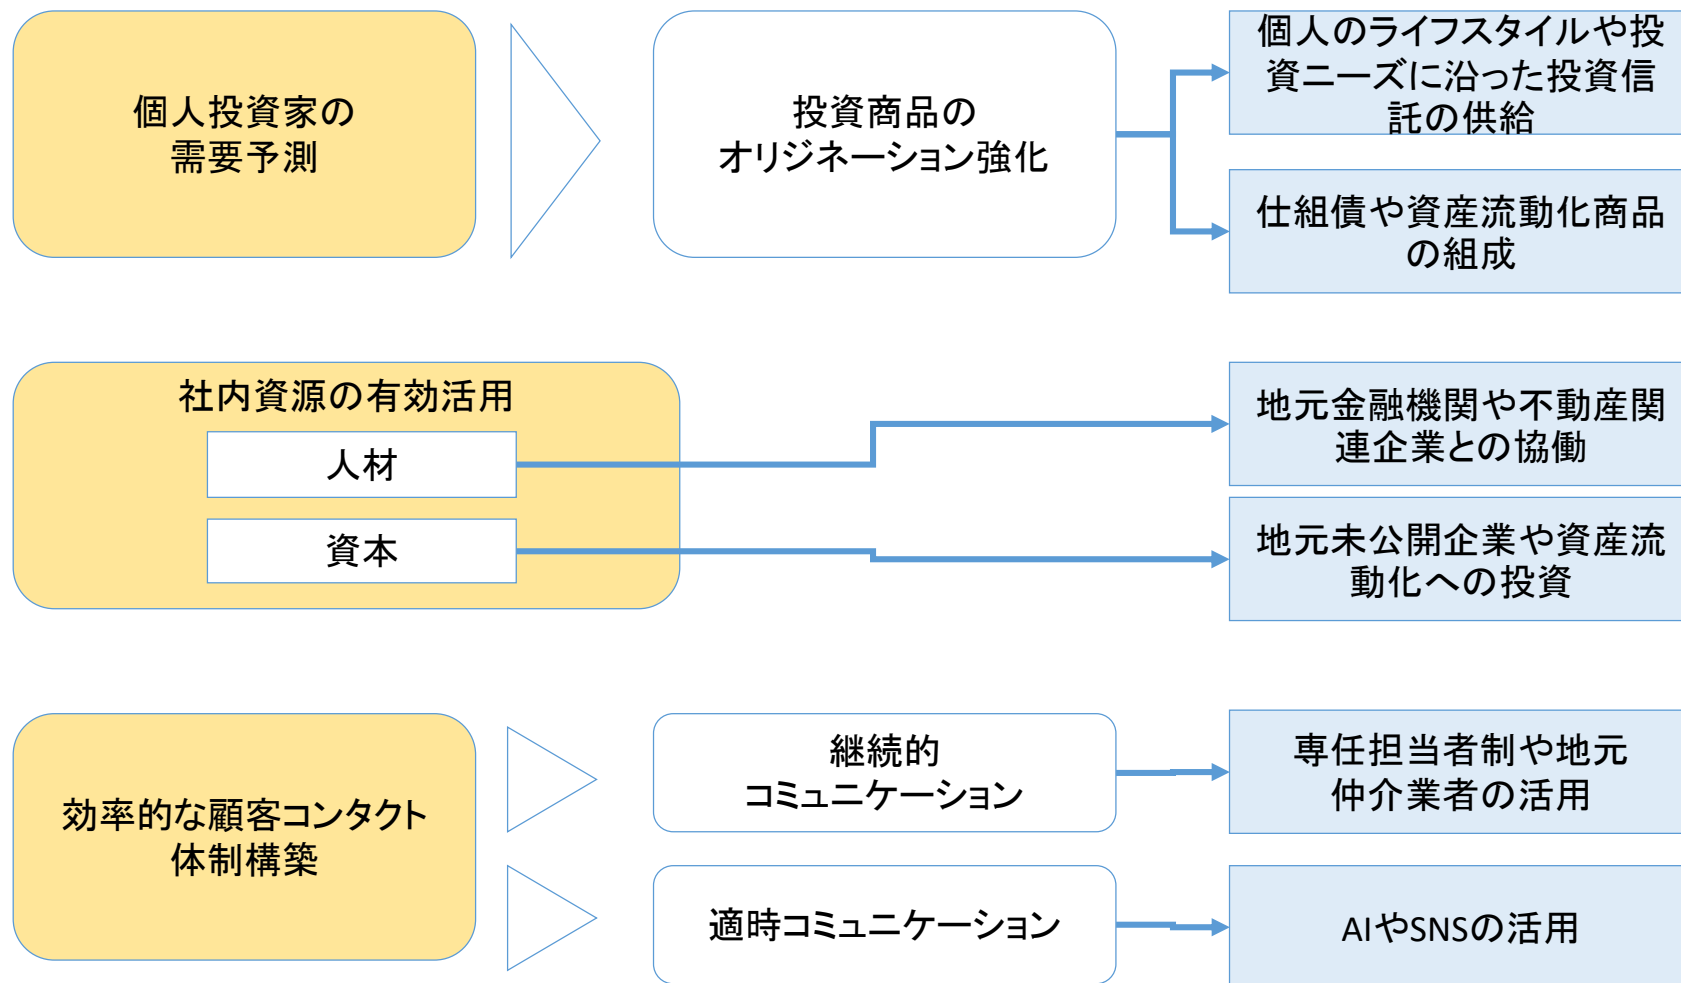 個人投資家の
需要予測
投資商品の
オリジネーション強化
個人のライフスタイルや投
資ニーズに沿った投資信
託の供給
仕組債や資産流動化商品
の組成
社内資源の有効活用
人材
資本
地元金融機関や不動産関
連企業との協働
地元未公開企業や資産流
動化への投資
効率的な顧客コンタクト
体制構築
継続的
コミュニケーション
専任担当者制や地元
仲介業者の活用
適時コミュニケーション
AIやSNSの活用